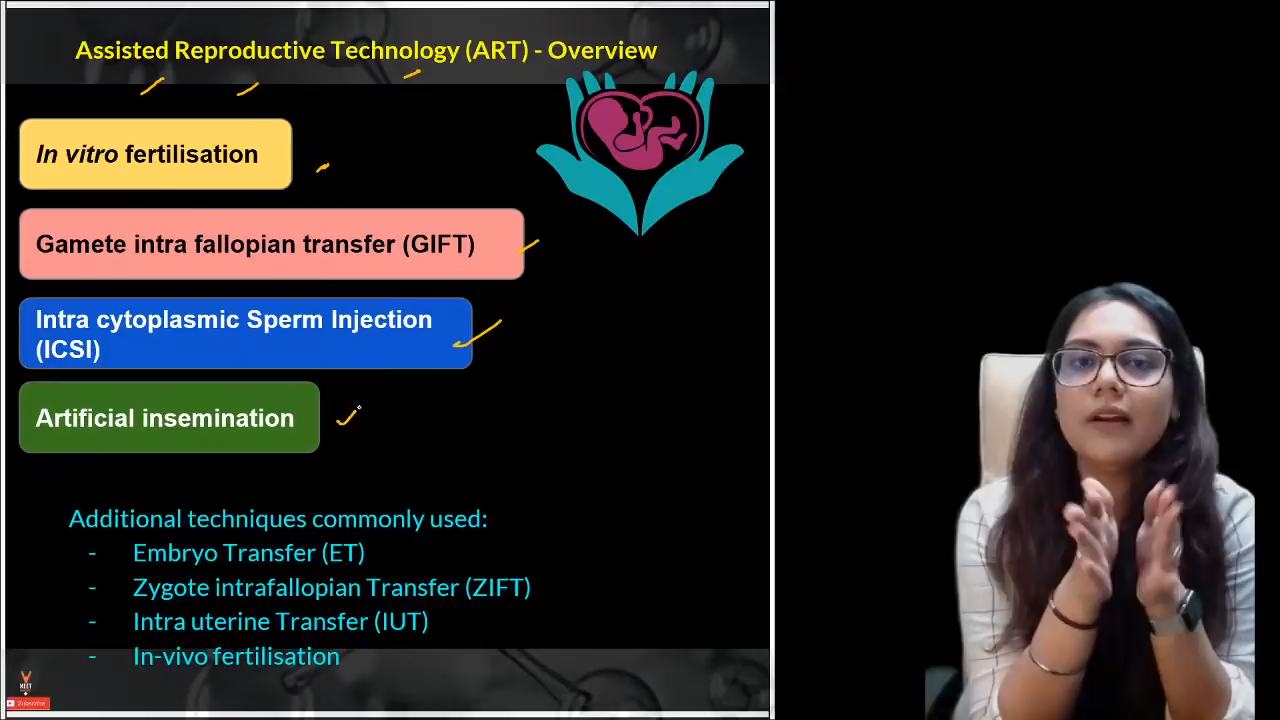 Assisted Reproductive Technology (ART) - Overview
In vitro fertilisation
Gamete intra fallopian transfer (GIFT)
Intra cytoplasmic Sperm Injection
(ICSI)
Artificial insemination
Additional techniques commonly used:
- Embryo Transfer (ET)
- Zygote intrafallopian Transfer (ZIFT)
- Intra uterine Transfer (IUT)
- In-vivo fertilisation
NEET
Subscribe